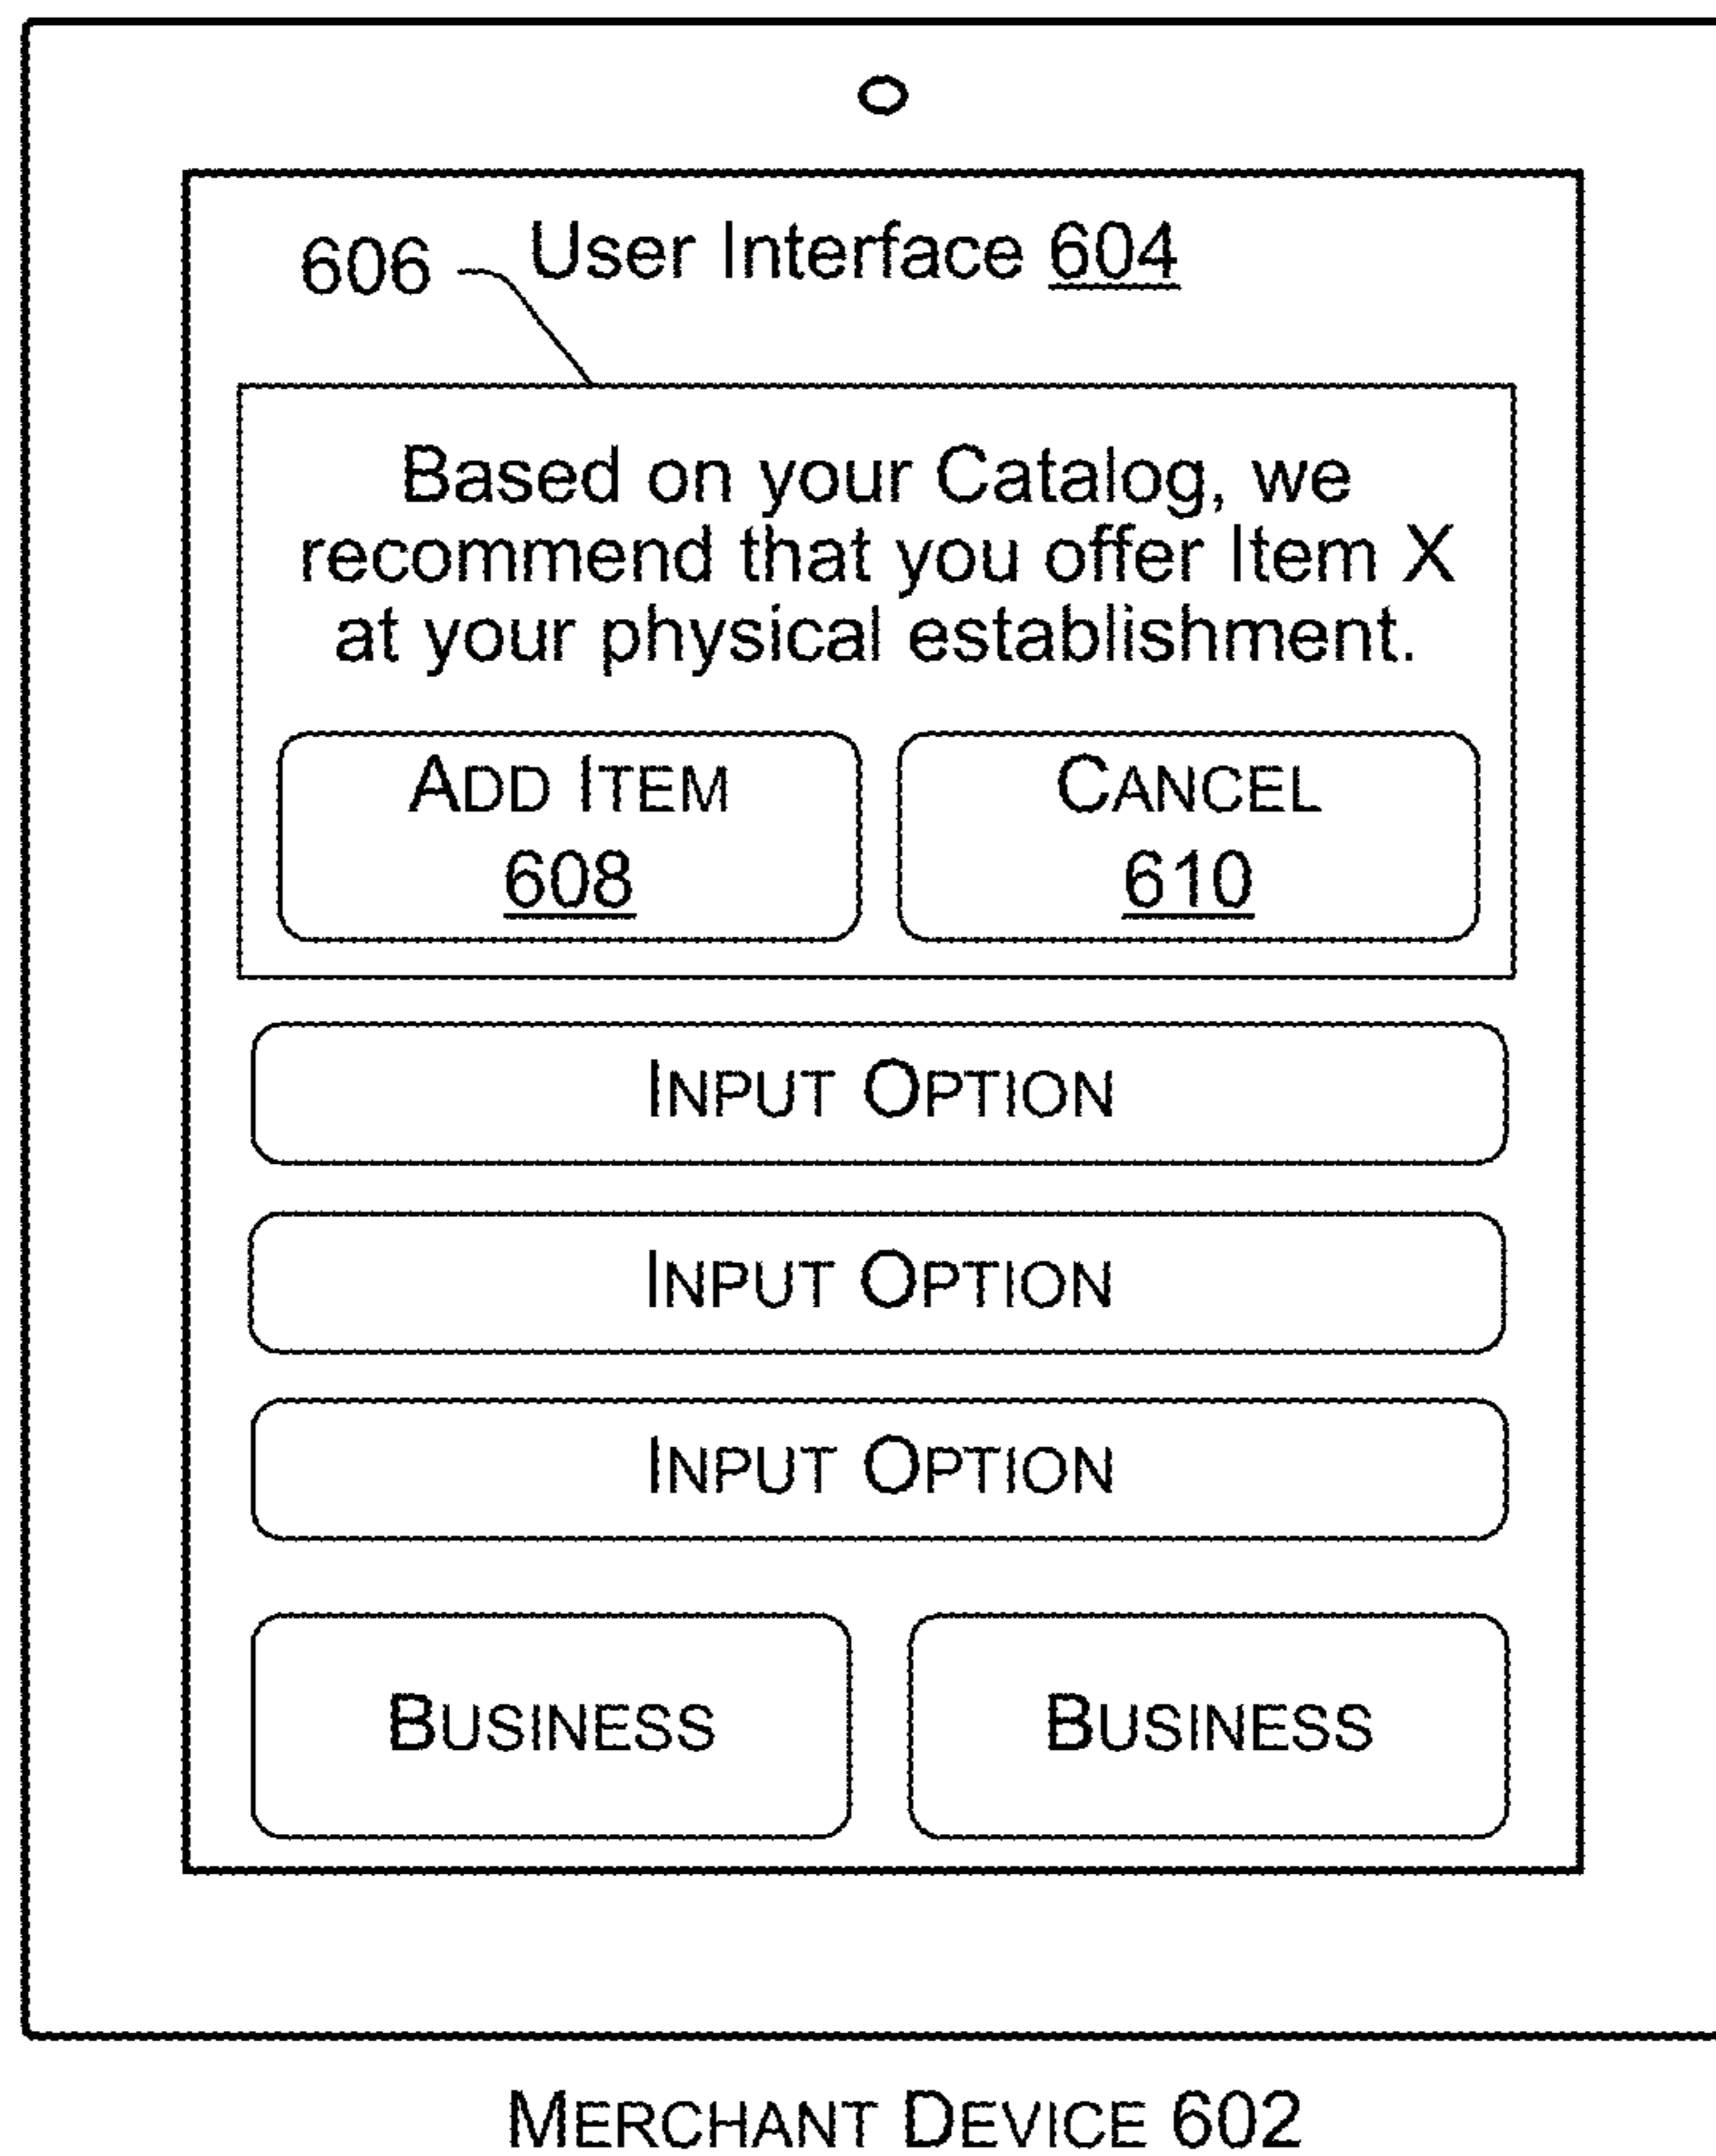 606 User Interface 604
Based on your Catalog, we
recommend that you offer Item X
at your physical establishment.
ADD ITEM
608
CANCEL
610
INPUT OPTION
INPUT OPTION
INPUT OPTION
BUSINESS
BUSINESS
MERCHANT DEVICE 602